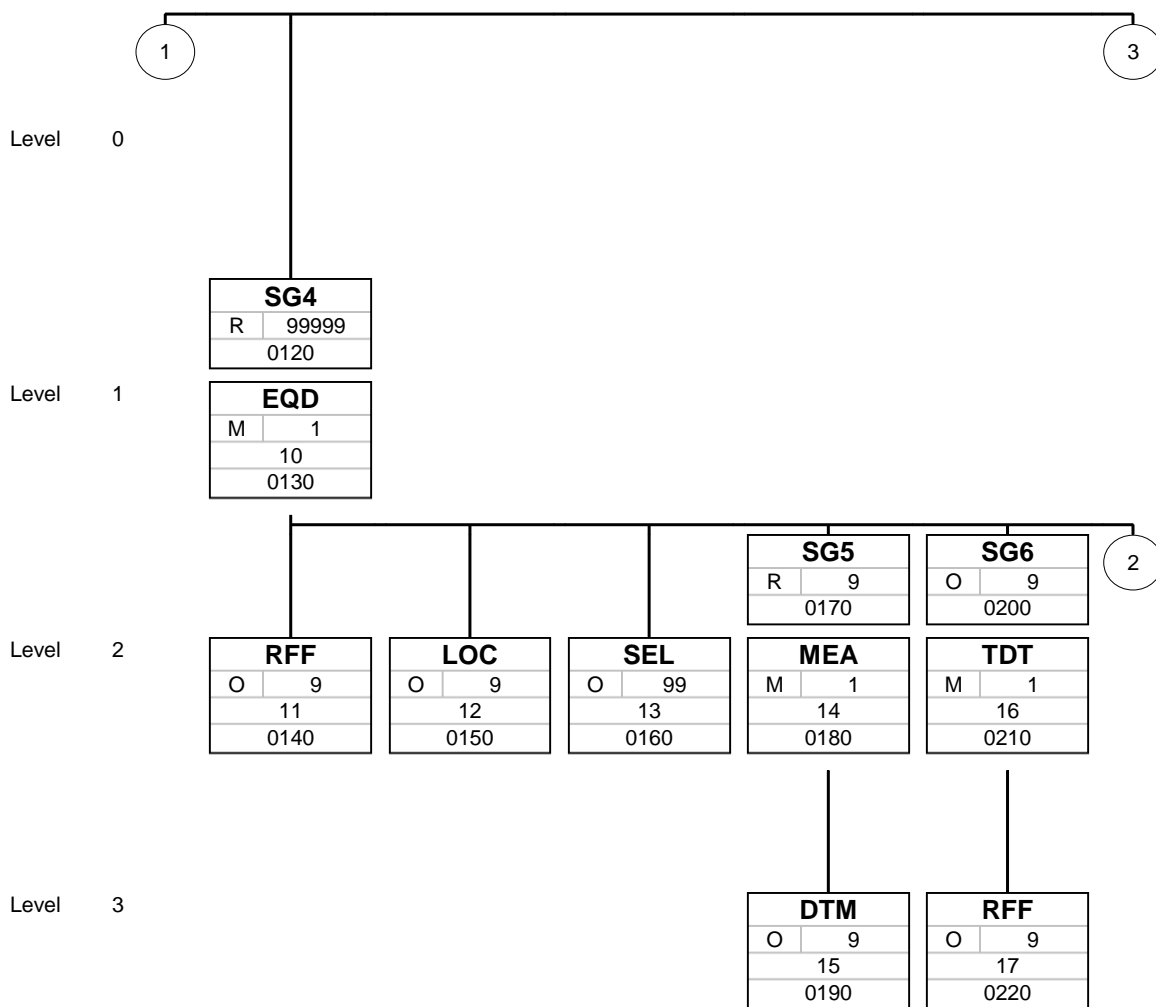 1 3
Level 0
SG4
R 99999
0120
Level 1
EQD
M 1
10
0130
SG5 SG6 2
R 9 O 9
0170 0200
Level 2
RFF LOC SEL MEA TDT
O 9 O 9 O 99 M 1 M 1
11 12 13 14 16
0140 0150 0160 0180 0210
Level 3
DTM RFF
O 9 O 9
15 17
0190 0220